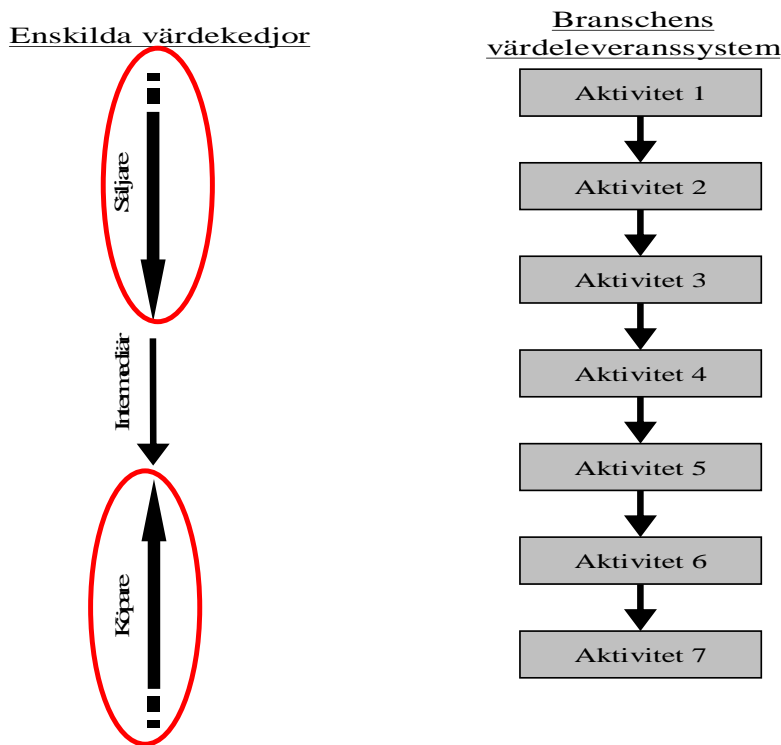 Enskilda värdekedjor
Säljare
Intermediär
Köpare
Branschens
värdeleveranssystem
Aktivitet 1
Aktivitet 2
Aktivitet 3
Aktivitet 4
Aktivitet 5
Aktivitet 6
Aktivitet 7